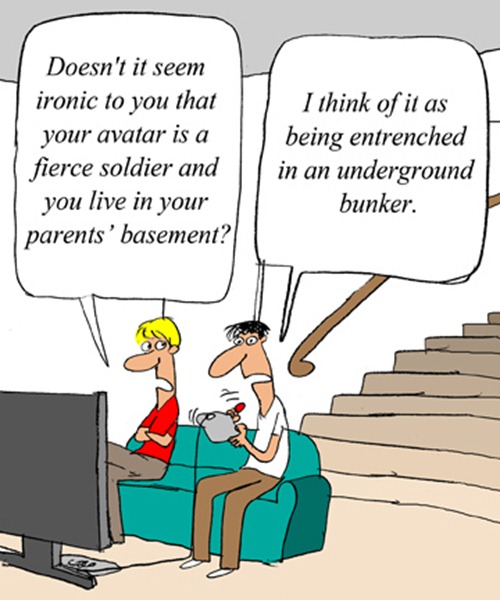 Doesn't it seem
ironic to you that
your avatar is a
fierce soldier and
you live in your
parents' basement?
I think of it as
being entrenched
in an underground
bunker.